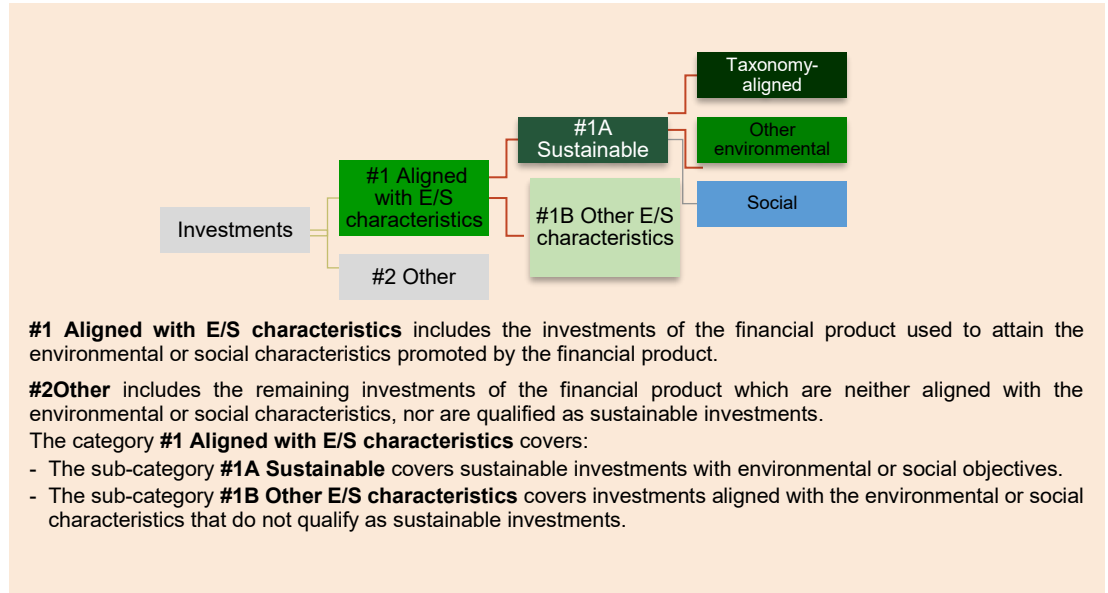 Taxonomy-
aligned
#1A
Sustainable
Other
environmental
#1 Aligned
with E/S
characteristics
Social
#1B Other E/S
characteristics
Investments
#2 Other
#1 Aligned with E/S characteristics includes the investments of the financial product used to attain the
environmental or social characteristics promoted by the financial product.
#2Other includes the remaining investments of the financial product which are neither aligned with the
environmental or social characteristics, nor are qualified as sustainable investments.
The category #1 Aligned with E/S characteristics covers:
- The sub-category #1A Sustainable covers sustainable investments with environmental or social objectives.
- The sub-category #1B Other E/S characteristics covers investments aligned with the environmental or social
characteristics that do not qualify as sustainable investments.